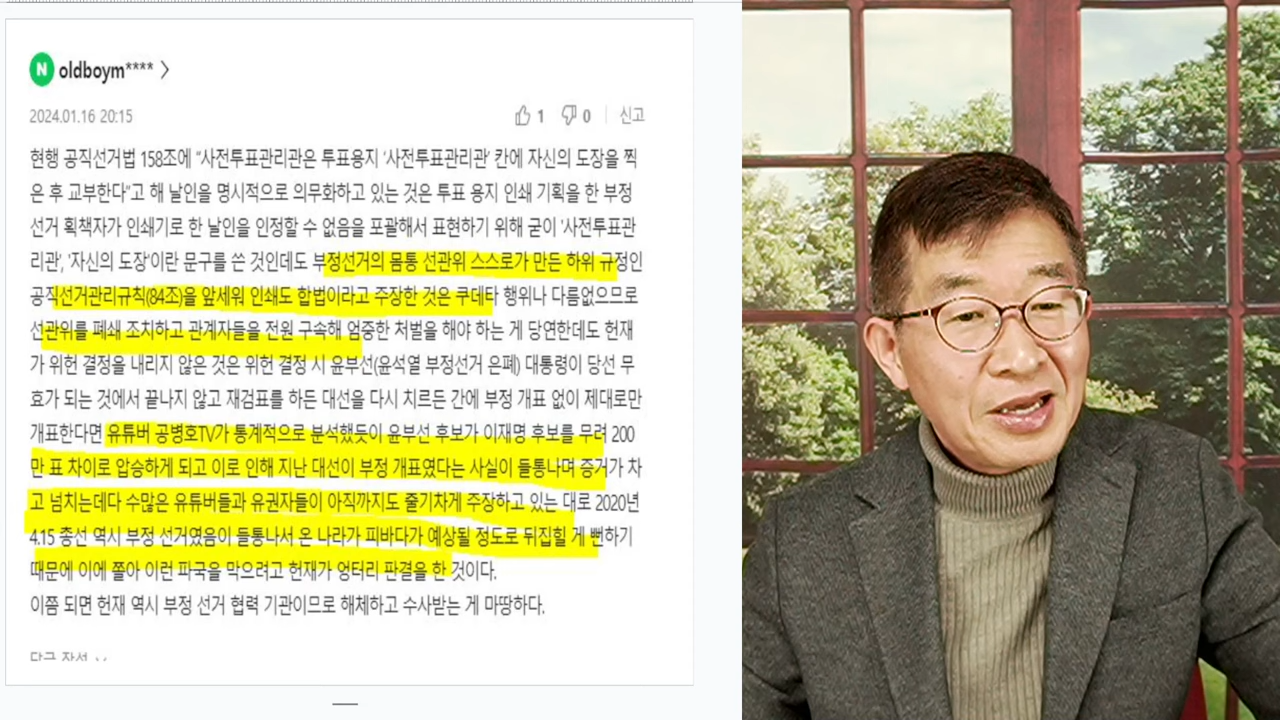 N oldboym**** >
2024.01.16 20:15 1 0 신고
현행 공직선거법 158조에 "사전투표관리관은 투표용지 '사전투표관리관' 칸에 자신의 도장을 찍
은 후 교부한다"고 해 날인을 명시적으로 의무화하고 있는 것은 투표 용지 인쇄 기획을 한 부정
선거 획책자가 인쇄기로 한 날인을 인정할 수 없음을 포괄해서 표현하기 위해 굳이 '사전투표관
리관', '자신의 도장'이란 문구를 쓴 것인데도 부정선거의 몸통 선관위 스스로가 만든 하위 규정인
공직선거관리규칙(84조)을 앞세워 인쇄도 합법이라고 주장한 것은 쿠데타 행위나 다름없으므로
선관위를 폐쇄 조치하고 관계자들을 전원 구속해 엄중한 처벌을 해야 하는 게 당연한데도 헌재
가 위헌 결정을 내리지 않은 것은 위헌 결정 시 윤부선(윤석열 부정선거 은폐) 대통령이 당선 무
효가 되는 것에서 끝나지 않고 재검표를 하든 대선을 다시 치르든 간에 부정 개표 없이 제대로만
개표한다면 유튜버 공병호TV가 통계적으로 분석했듯이 윤부선 후보가 이재명 후보를 무려 200
만 표 차이로 압승하게 되고 이로 인해 지난 대선이 부정 개표였다는 사실이 들통나며 증거가 차
고 넘치는데다 수많은 유튜버들과 유권자들이 아직까지도 줄기차게 주장하고 있는 대로 2020년
4.15 총선 역시 부정 선거였음이 들통나서 온 나라가 피바다가 예상될 정도로 뒤집힐 게 뻔하기
때문에 이에 쫄아 이런 파국을 막으려고 헌재가 엉터리 판결을 한 것이다.
이쯤 되면 헌재 역시 부정 선거 협력 기관이므로 해체하고 수사받는 게 마땅하다.